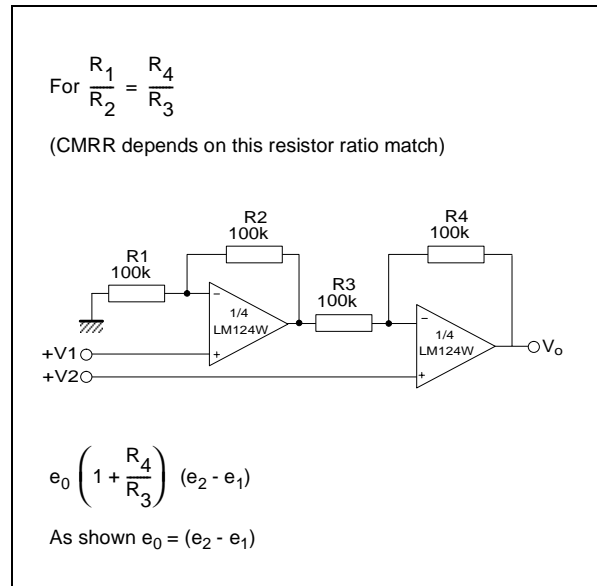 For R1/R2 = R4/R3
(CMRR depends on this resistor ratio match)
R2
100k
R4
100k
R1
100k
R3
100k
1/4
LM124W
1/4
LM124W
+V1
+V2
Vo
e0 (1 + R4/R3) (e2 - e1)
As shown e0 = (e2 - e1)